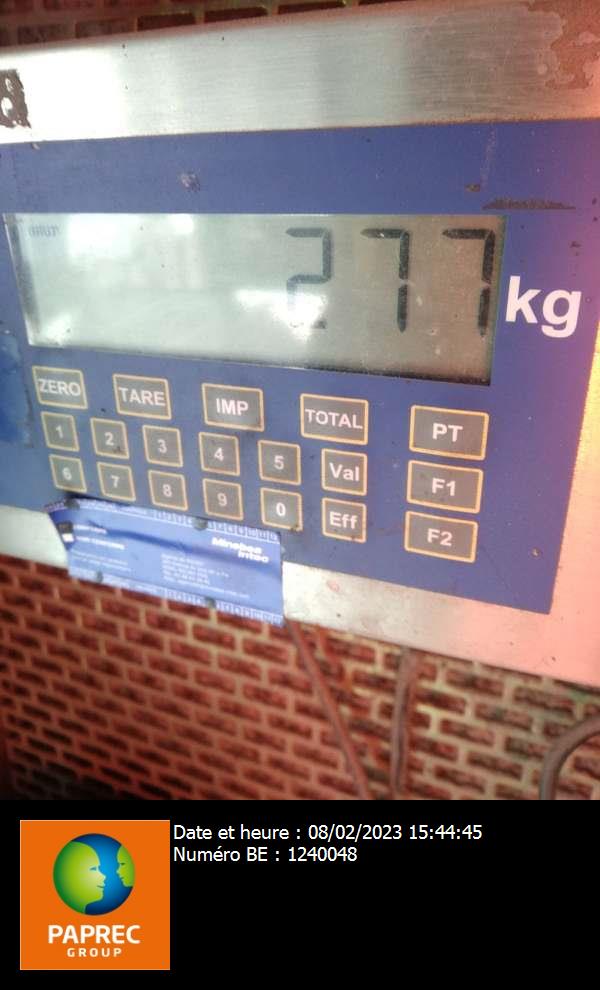 BRUT
277 kg
ZERO TARE IMP TOTAL PT
1 2 3 4 5 Val F1
6 7 8 9 0 Eff F2
Minebea
Intec
Date et heure : 08/02/2023 15:44:45
Numéro BE : 1240048
PAPREC
GROUP